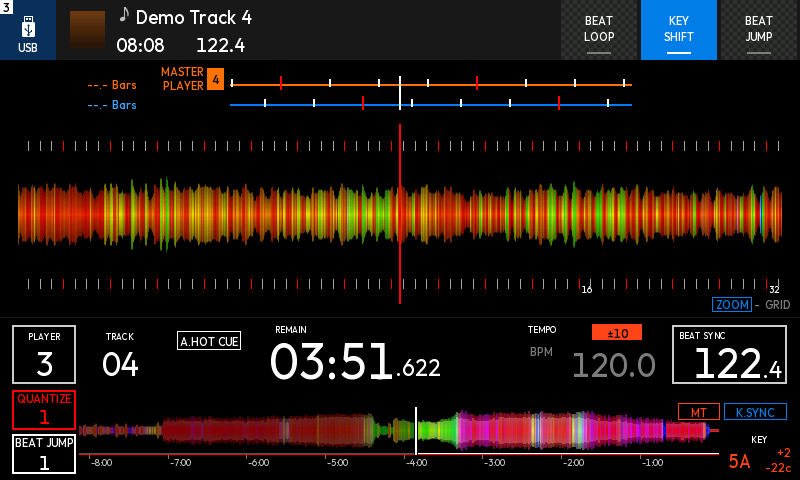 3
USB
Demo Track 4
08:08 122.4
BEAT LOOP
KEY SHIFT
BEAT JUMP
--.- Bars
MASTER PLAYER 4
--.- Bars
16 32
ZOOM - GRID
PLAYER
3
TRACK
04
A.HOT CUE
REMAIN
03:51.622
TEMPO ±10
BPM 120.0
BEAT SYNC
122.4
QUANTIZE
1
BEAT JUMP
1
MT K.SYNC
KEY
5A +2
-22c
-8:00 -7:00 -6:00 -5:00 -4:00 -3:00 -2:00 -1:00